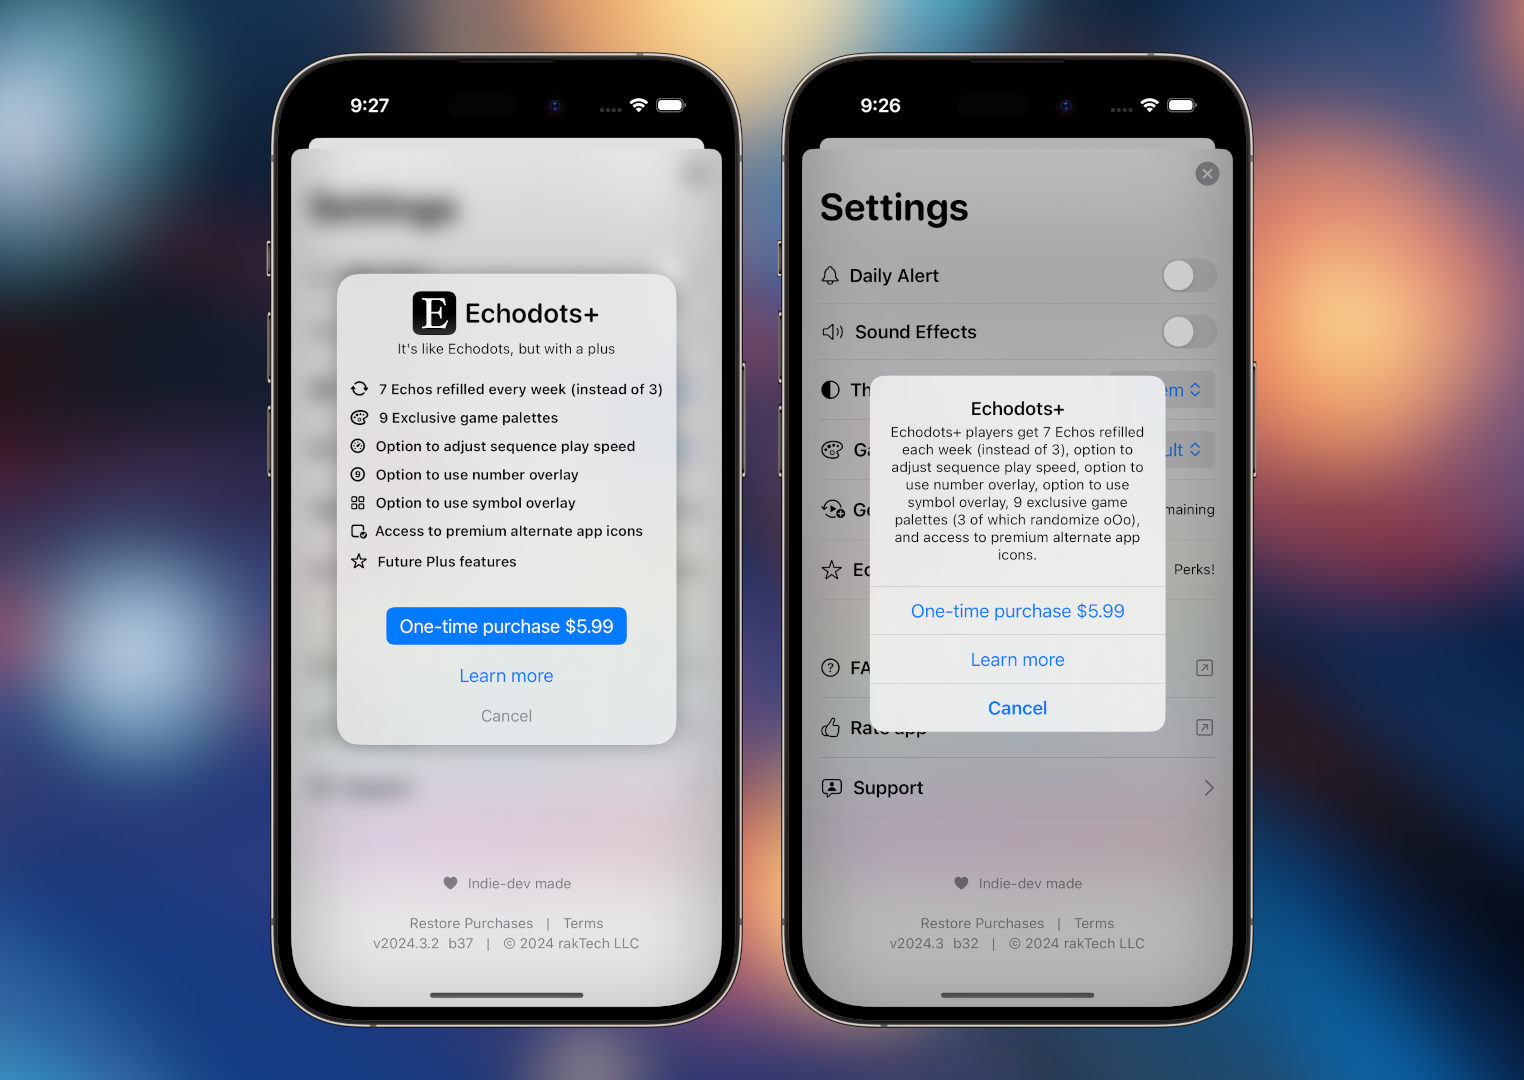 9:27
Settings
E Echodots+
It's like Echodots, but with a plus
7 Echos refilled every week (instead of 3)
9 Exclusive game palettes
Option to adjust sequence play speed
9 Option to use number overlay
Option to use symbol overlay
Access to premium alternate app icons
Future Plus features
One-time purchase $5.99
Learn more
Cancel
Indie-dev made
Restore Purchases | Terms
v2024.3.2 b37 | © 2024 rakTech LLC
9:26
Settings
Daily Alert
Sound Effects
Th
em
Ga
ult
Ge
maining
Ec
Perks!
Echodots+
Echodots+ players get 7 Echos refilled
each week (instead of 3), option to
adjust sequence play speed, option to
use number overlay, option to use
symbol overlay, 9 exclusive game
palettes (3 of which randomize oOo),
and access to premium alternate app
icons.
One-time purchase $5.99
Learn more
Cancel
FA
Rate app
Support
Indie-dev made
Restore Purchases | Terms
v2024.3 b32 | © 2024 rakTech LLC